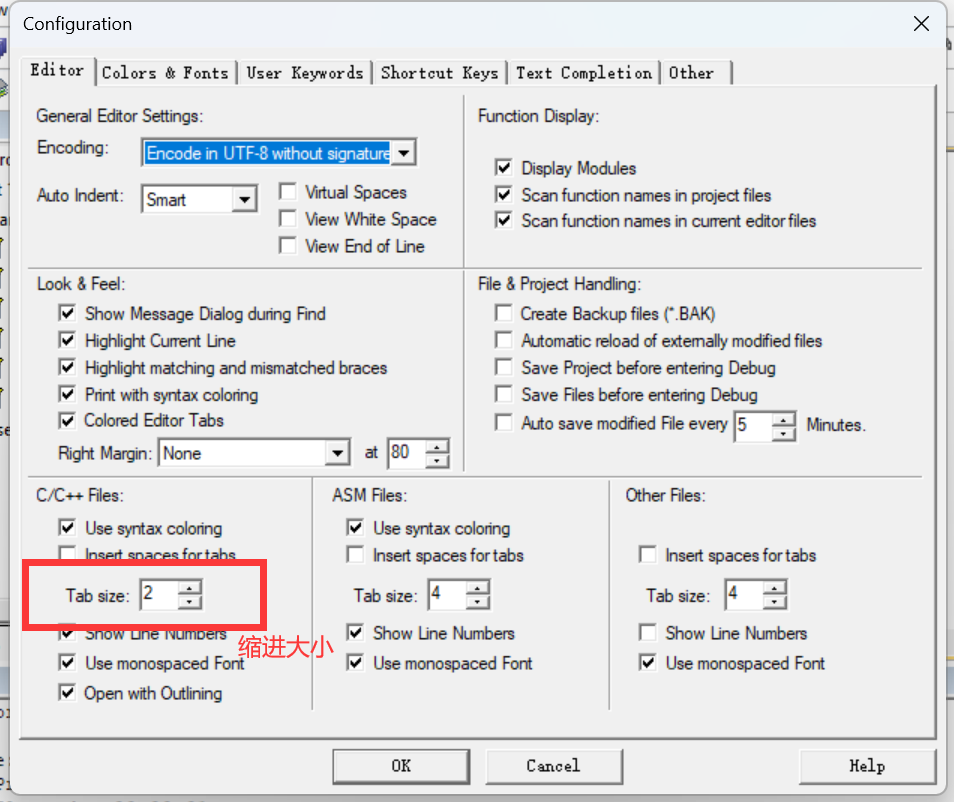 Configuration
Editor
Colors & Fonts
User Keywords
Shortcut Keys
Text Completion
Other
General Editor Settings:
Encoding:
Encode in UTF-8 without signature
Auto Indent:
Smart
Virtual Spaces
View White Space
View End of Line
Function Display:
Display Modules
Scan function names in project files
Scan function names in current editor files
Look & Feel:
Show Message Dialog during Find
Highlight Current Line
Highlight matching and mismatched braces
Print with syntax coloring
Colored Editor Tabs
Right Margin:
None
at
80
File & Project Handling:
Create Backup files (*.BAK)
Automatic reload of externally modified files
Save Project before entering Debug
Save Files before entering Debug
Auto save modified File every
5
Minutes.
C/C++ Files:
Use syntax coloring
Insert spaces for tabs
Tab size:
2
缩进大小
Show Line Numbers
Use monospaced Font
Open with Outlining
ASM Files:
Use syntax coloring
Insert spaces for tabs
Tab size:
4
Show Line Numbers
Use monospaced Font
Other Files:
Insert spaces for tabs
Tab size:
4
Show Line Numbers
Use monospaced Font
OK
Cancel
Help